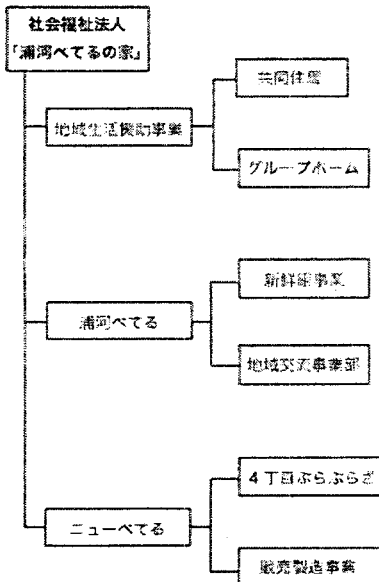 社会福祉法人
「浦河べてるの家」
地域生活援助事業
共同住居
グループホーム
浦河べてる
新鮮組事業
地域交流事業部
ニューべてる
4丁目ぶらぶらざ
販売製造事業